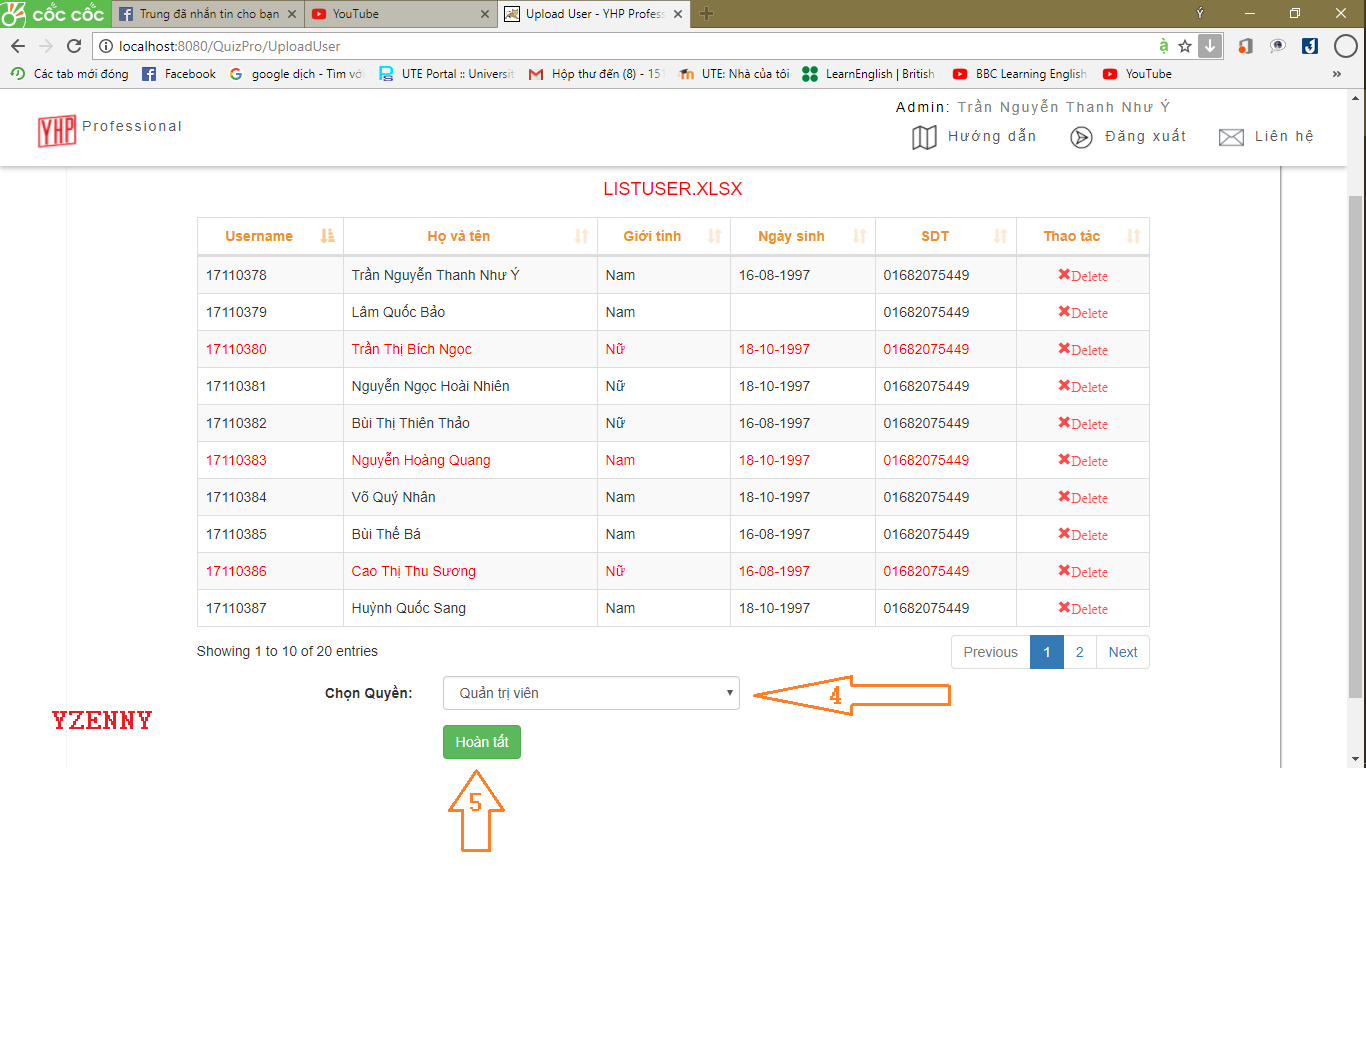 cốc cốc
Trung đã nhắn tin cho bạn
YouTube
Upload User - YHP Profess
Ý
localhost:8080/QuizPro/UploadUser
Các tab mới đóng
Facebook
google dịch - Tìm với
UTE Portal :: Universit
Hộp thư đến (8) - 151
UTE: Nhà của tôi
LearnEnglish | British
BBC Learning English
YouTube
»
YHP Professional
Admin: Trần Nguyễn Thanh Như Ý
Hướng dẫn
Đăng xuất
Liên hệ
LISTUSER.XLSX
Username Họ và tên Giới tính Ngày sinh SDT Thao tác
17110378 Trần Nguyễn Thanh Như Ý Nam 16-08-1997 01682075449 Delete
17110379 Lâm Quốc Bảo Nam 01682075449 Delete
17110380 Trần Thị Bích Ngọc Nữ 18-10-1997 01682075449 Delete
17110381 Nguyễn Ngọc Hoài Nhiên Nữ 18-10-1997 01682075449 Delete
17110382 Bùi Thị Thiên Thảo Nữ 16-08-1997 01682075449 Delete
17110383 Nguyễn Hoàng Quang Nam 18-10-1997 01682075449 Delete
17110384 Võ Quý Nhân Nam 18-10-1997 01682075449 Delete
17110385 Bùi Thế Bá Nam 16-08-1997 01682075449 Delete
17110386 Cao Thị Thu Sương Nữ 16-08-1997 01682075449 Delete
17110387 Huỳnh Quốc Sang Nam 18-10-1997 01682075449 Delete
Showing 1 to 10 of 20 entries
Previous 1 2 Next
Chọn Quyền: Quản trị viên
4
YZENNY
Hoàn tất
5